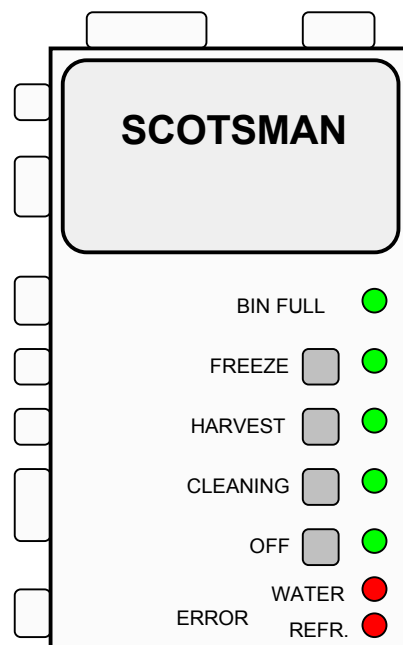 SCOTSMAN
BIN FULL
FREEZE
HARVEST
CLEANING
OFF
WATER
ERROR
REFR.